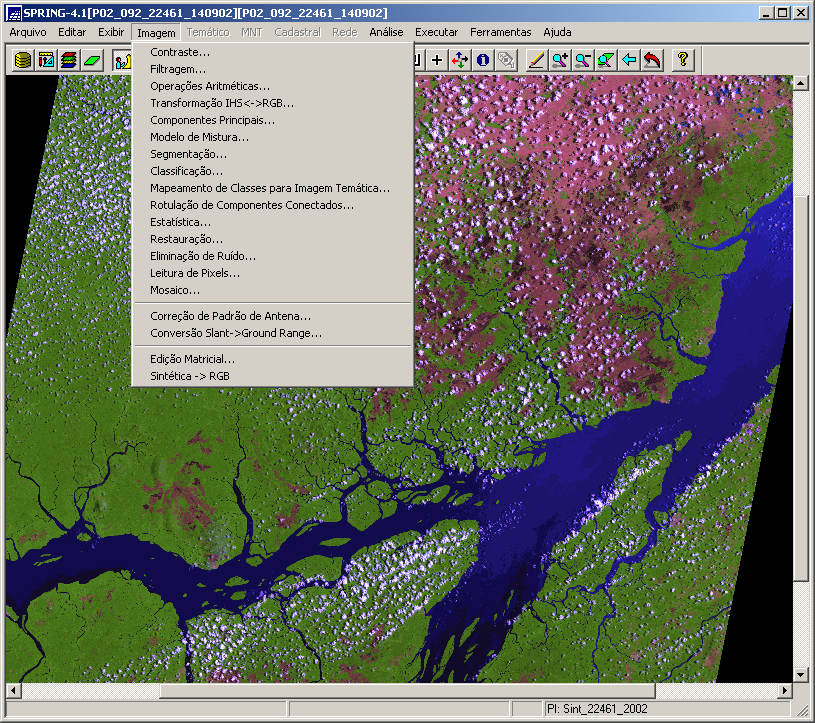 SPRING-4.1[P02_092_22461_140902][P02_092_22461_140902]
Arquivo Editar Exibir Imagem Temático MNT Cadastral Rede Análise Executar Ferramentas Ajuda
Contraste...
Filtragem...
Operações Aritméticas...
Transformação IHS<->RGB...
Componentes Principais...
Modelo de Mistura...
Segmentação...
Classificação...
Mapeamento de Classes para Imagem Temática...
Rotulação de Componentes Conectados...
Estatística...
Restauração...
Eliminação de Ruído...
Leitura de Pixels...
Mosaico...
Correção de Padrão de Antena...
Conversão Slant->Ground Range...
Edição Matricial...
Sintética -> RGB
PI: Sint_22461_2002